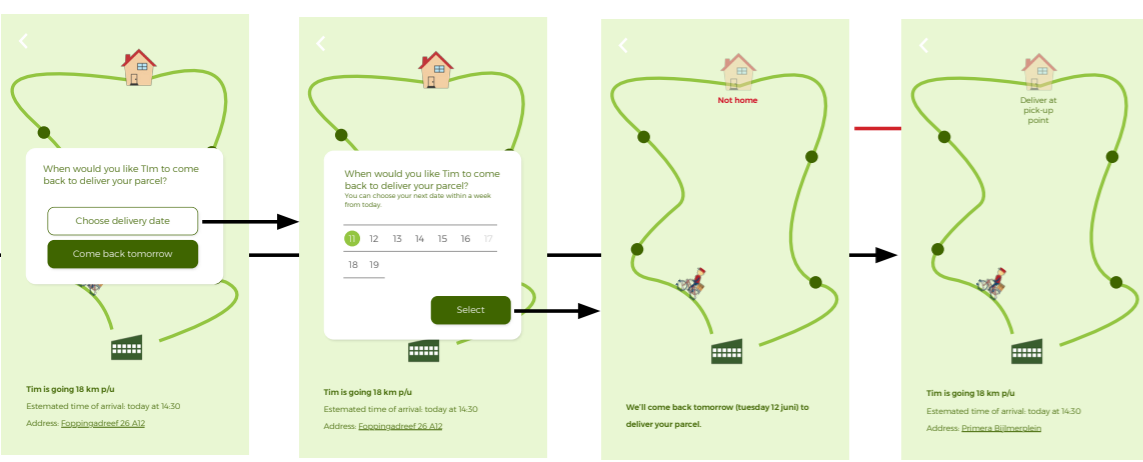 When would you like TIm to come
back to deliver your parcel?
Choose delivery date
Come back tomorrow
Tim is going 18 km p/u
Estemated time of arrival: today at 14:30
Address: Foppingadreef 26 A12
When would you like Tim to come
back to deliver your parcel?
You can choose your next date within a week
from today.
11 12 13 14 15 16 17
18 19
Select
Tim is going 18 km p/u
Estemated time of arrival: today at 14:30
Address: Foppingadreef 26 A12
Not home
We'll come back tomorrow (tuesday 12 juni) to
deliver your parcel.
Deliver at
pick-up
point
Tim is going 18 km p/u
Estemated time of arrival: today at 14:30
Address: Primera Bijlmerplein